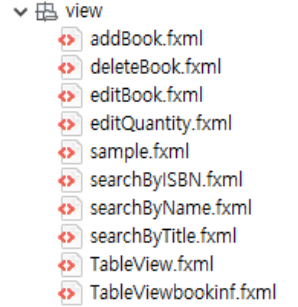 view
addBook.fxml
deleteBook.fxml
editBook.fxml
editQuantity.fxml
sample.fxml
searchByISBN.fxml
searchByName.fxml
searchByTitle.fxml
TableView.fxml
TableViewbookinf.fxml